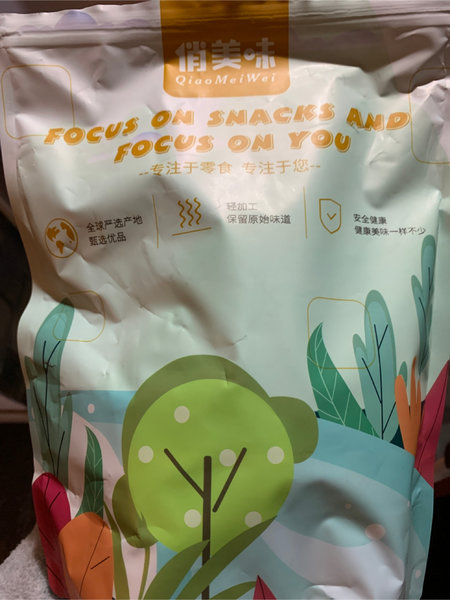 俏美味
QiaoMeiWei
FOCUS ON SNACKS AND
FOCUS ON YOU
--专注于零食 专注于您--
全球严选产地
甄选优品
轻加工
保留原始味道
安全健康
健康美味一样不少